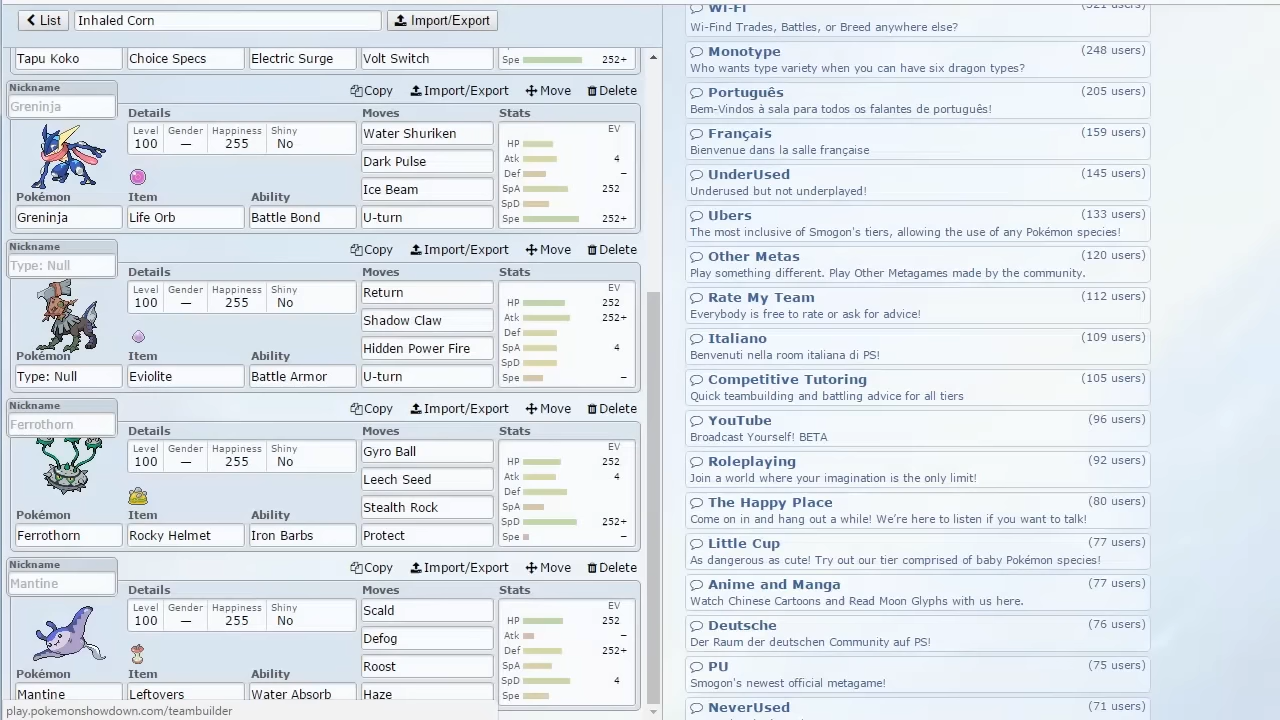 List
Inhaled Corn
Import/Export
Tapu Koko
Choice Specs
Electric Surge
Volt Switch
Spe 252+
Nickname
Greninja
Copy Import/Export Move Delete
Details
Moves
Stats
Level Gender Happiness Shiny
100 — 255 No
Water Shuriken
Dark Pulse
Ice Beam
U-turn
EV
HP
Atk 4
Def –
SpA 252
SpD
Spe 252+
Pokémon Item Ability
Greninja Life Orb Battle Bond
Nickname
Type: Null
Copy Import/Export Move Delete
Details
Moves
Stats
Level Gender Happiness Shiny
100 — 255 No
Return
Shadow Claw
Hidden Power Fire
U-turn
EV
HP 252
Atk 252+
Def
SpA 4
SpD
Spe –
Pokémon Item Ability
Type: Null Eviolite Battle Armor
Nickname
Ferrothorn
Copy Import/Export Move Delete
Details
Moves
Stats
Level Gender Happiness Shiny
100 — 255 No
Gyro Ball
Leech Seed
Stealth Rock
Protect
EV
HP 252
Atk 4
Def
SpA
SpD 252+
Spe –
Pokémon Item Ability
Ferrothorn Rocky Helmet Iron Barbs
Nickname
Mantine
Copy Import/Export Move Delete
Details
Moves
Stats
Level Gender Happiness Shiny
100 — 255 No
Scald
Defog
Roost
Haze
EV
HP 252
Atk –
Def 252+
SpA
SpD 4
Spe
Pokémon Item Ability
Mantine Leftovers Water Absorb
play.pokemonshowdown.com/teambuilder
Wi-Fi (321 users)
Wi-Find Trades, Battles, or Breed anywhere else?
Monotype (248 users)
Who wants type variety when you can have six dragon types?
Português (205 users)
Bem-Vindos à sala para todos os falantes de português!
Français (159 users)
Bienvenue dans la salle française
UnderUsed (145 users)
Underused but not underplayed!
Ubers (133 users)
The most inclusive of Smogon's tiers, allowing the use of any Pokémon species!
Other Metas (120 users)
Play something different. Play Other Metagames made by the community.
Rate My Team (112 users)
Everybody is free to rate or ask for advice!
Italiano (109 users)
Benvenuti nella room italiana di PS!
Competitive Tutoring (105 users)
Quick teambuilding and battling advice for all tiers
YouTube (96 users)
Broadcast Yourself! BETA
Roleplaying (92 users)
Join a world where your imagination is the only limit!
The Happy Place (80 users)
Come on in and hang out a while! We're here to listen if you want to talk!
Little Cup (77 users)
As dangerous as cute! Try out our tier comprised of baby Pokémon species!
Anime and Manga (77 users)
Watch Chinese Cartoons and Read Moon Glyphs with us here.
Deutsche (76 users)
Der Raum der deutschen Community auf PS!
PU (75 users)
Smogon's newest official metagame!
NeverUsed (71 users)